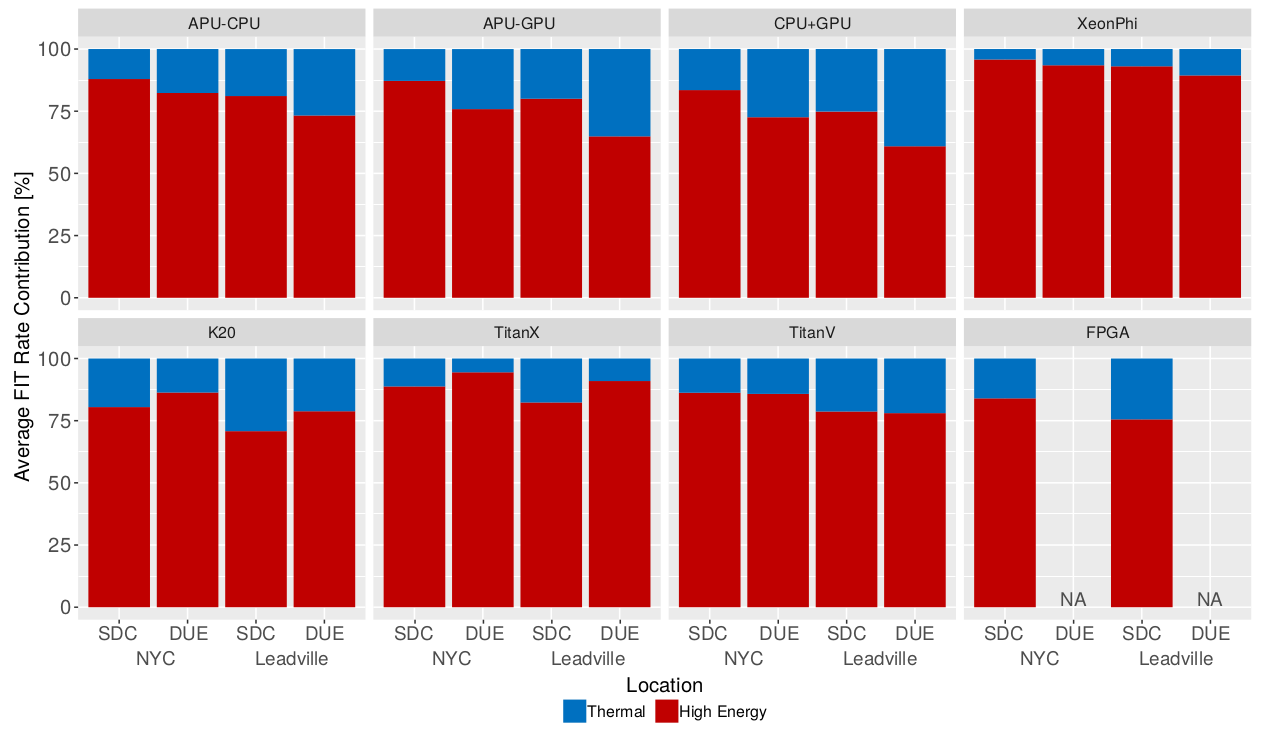 APU-CPU APU-GPU CPU+GPU XeonPhi
100
75
50
25
0
K20 TitanX TitanV FPGA
100
75
50
25
0
NA NA
SDC DUE SDC DUE SDC DUE SDC DUE SDC DUE SDC DUE SDC DUE SDC DUE
NYC Leadville NYC Leadville NYC Leadville NYC Leadville
Average FIT Rate Contribution [%]
Location
Thermal High Energy